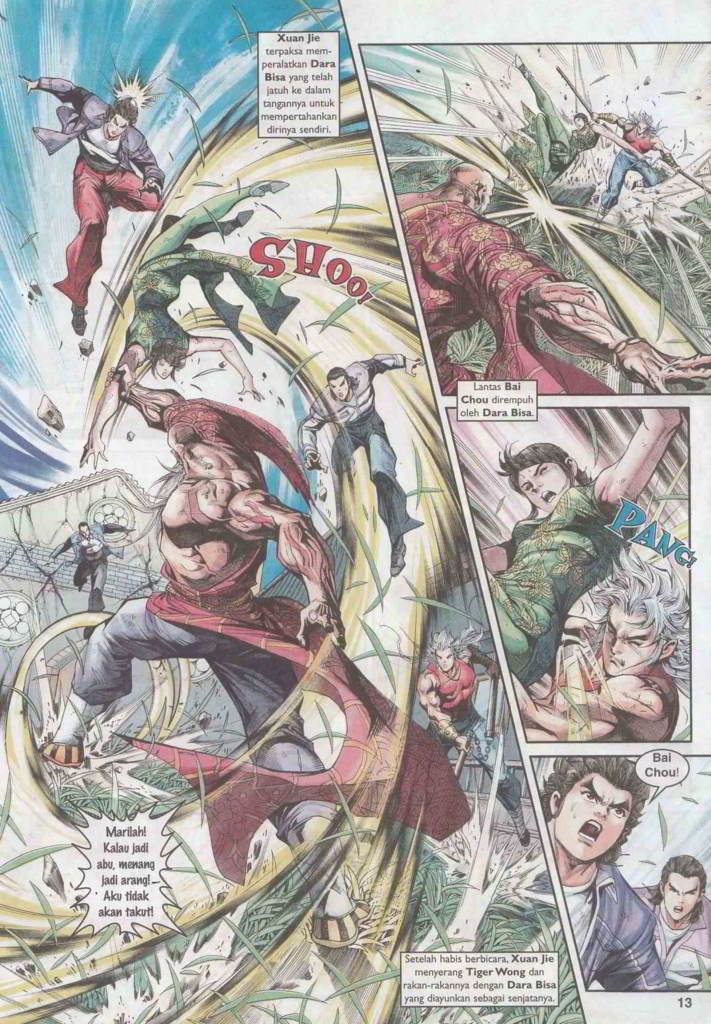 Xuan Jie
terpaksa mem-
peralatkan Dara
Bisa yang telah
jatuh ke dalam
tangannya untuk
mempertahankan
dirinya sendiri.
SHOO!
Marilah!
Kalau jadi
abu, menang
jadi arang!
Aku tidak
akan takut!
Setelah habis berbicara, Xuan Jie
menyerang Tiger Wong dan
rakan-rakannya dengan Dara Bisa
yang diayunkan sebagai senjatanya.
Lantas Bai
Chou dirempuh
oleh Dara Bisa.
PANG!
Bai
Chou!
13